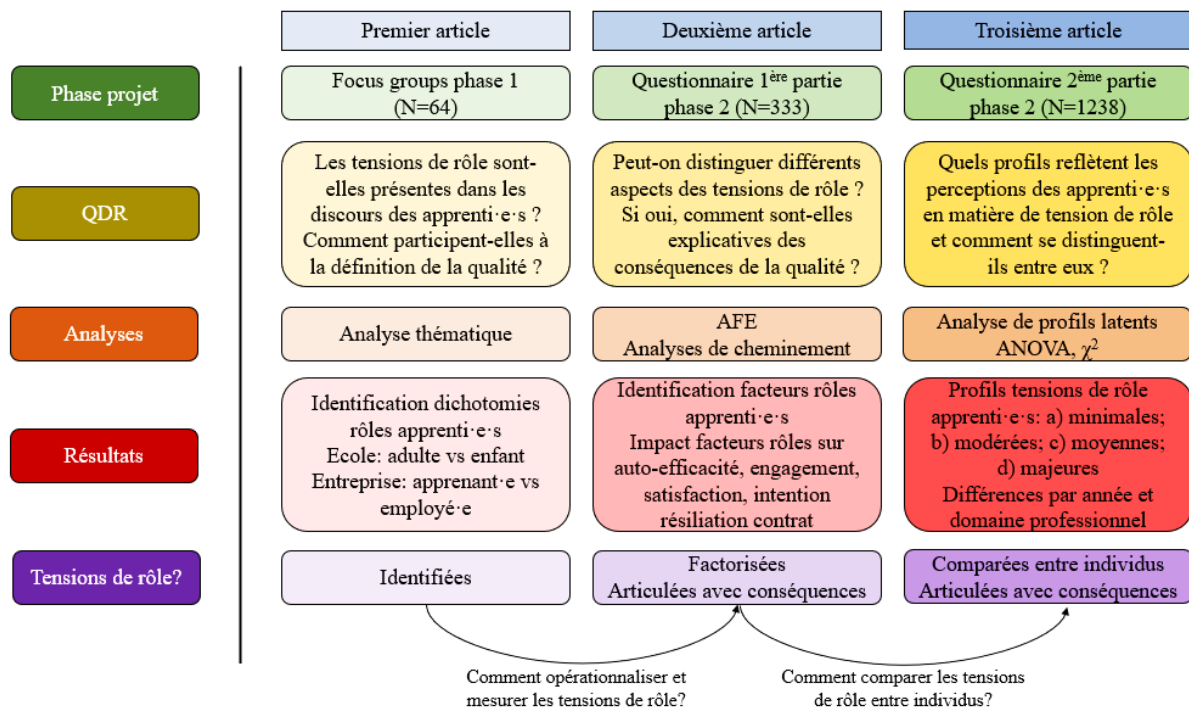 Premier article
Deuxième article
Troisième article
Phase projet
Focus groups phase 1
(N=64)
Questionnaire 1ère partie
phase 2 (N=333)
Questionnaire 2ème partie
phase 2 (N=1238)
QDR
Les tensions de rôle sont-
elles présentes dans les
discours des apprenti·e·s ?
Comment participent-elles à
la définition de la qualité ?
Peut-on distinguer différents
aspects des tensions de rôle ?
Si oui, comment sont-elles
explicatives des
conséquences de la qualité ?
Quels profils reflètent les
perceptions des apprenti·e·s
en matière de tension de rôle
et comment se distinguent-
ils entre eux ?
Analyses
Analyse thématique
AFE
Analyses de cheminement
Analyse de profils latents
ANOVA, χ²
Résultats
Identification dichotomies
rôles apprenti·e·s
Ecole: adulte vs enfant
Entreprise: apprenant·e vs
employé·e
Identification facteurs rôles
apprenti·e·s
Impact facteurs rôles sur
auto-efficacité, engagement,
satisfaction, intention
résiliation contrat
Profils tensions de rôle
apprenti·e·s: a) minimales;
b) modérées; c) moyennes;
d) majeures
Différences par année et
domaine professionnel
Tensions de rôle?
Identifiées
Factorisées
Articulées avec conséquences
Comparées entre individus
Articulées avec conséquences
Comment opérationnaliser et
mesurer les tensions de rôle?
Comment comparer les tensions
de rôle entre individus?